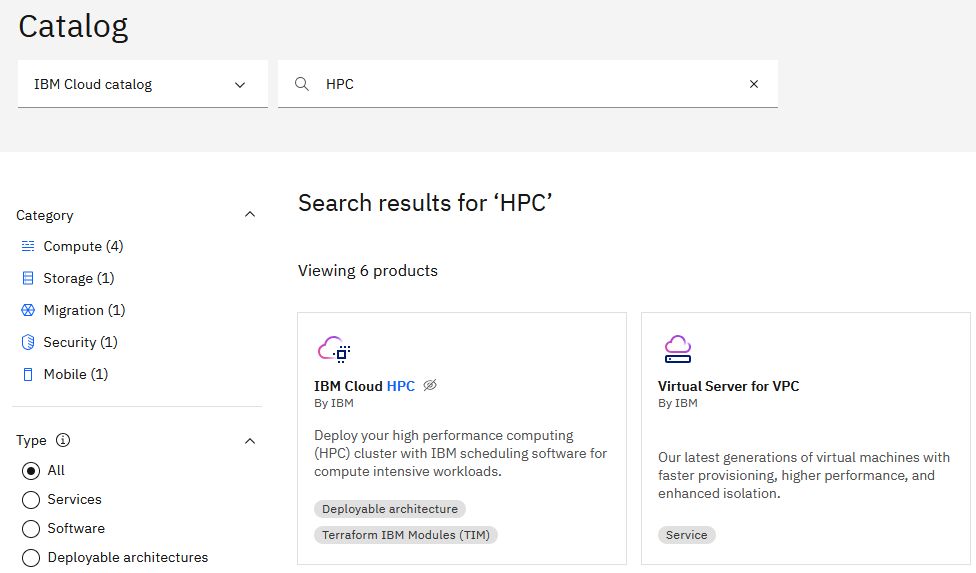 Catalog
IBM Cloud catalog
HPC
Search results for ‘HPC’
Category
Compute (4)
Storage (1)
Migration (1)
Security (1)
Mobile (1)
Type
All
Services
Software
Deployable architectures
Viewing 6 products
IBM Cloud HPC
By IBM
Deploy your high performance computing
(HPC) cluster with IBM scheduling software for
compute intensive workloads.
Deployable architecture
Terraform IBM Modules (TIM)
Virtual Server for VPC
By IBM
Our latest generations of virtual machines with
faster provisioning, higher performance, and
enhanced isolation.
Service